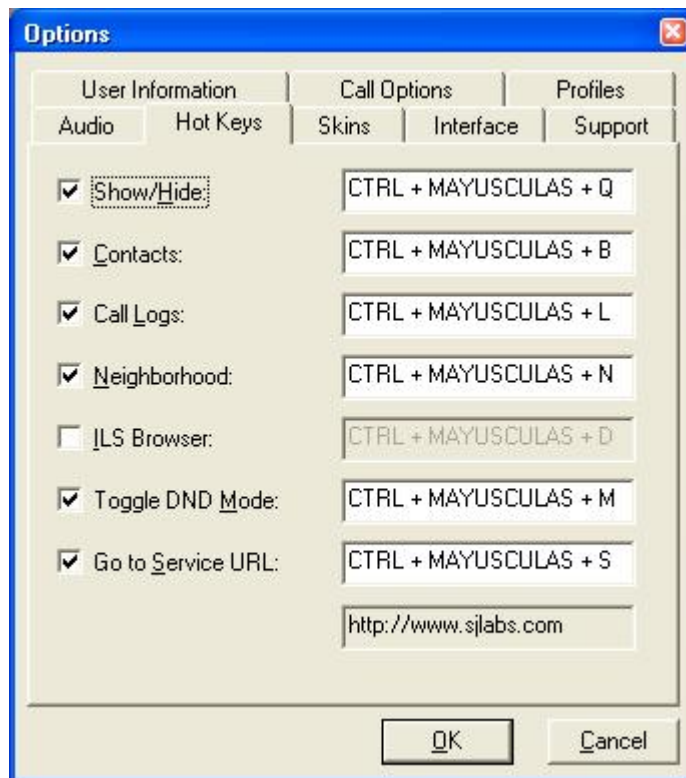 Options
User Information Call Options Profiles
Audio Hot Keys Skins Interface Support
Show/Hide: CTRL + MAYUSCULAS + Q
Contacts: CTRL + MAYUSCULAS + B
Call Logs: CTRL + MAYUSCULAS + L
Neighborhood: CTRL + MAYUSCULAS + N
ILS Browser: CTRL + MAYUSCULAS + D
Toggle DND Mode: CTRL + MAYUSCULAS + M
Go to Service URL: CTRL + MAYUSCULAS + S
http://www.sjlabs.com
OK Cancel